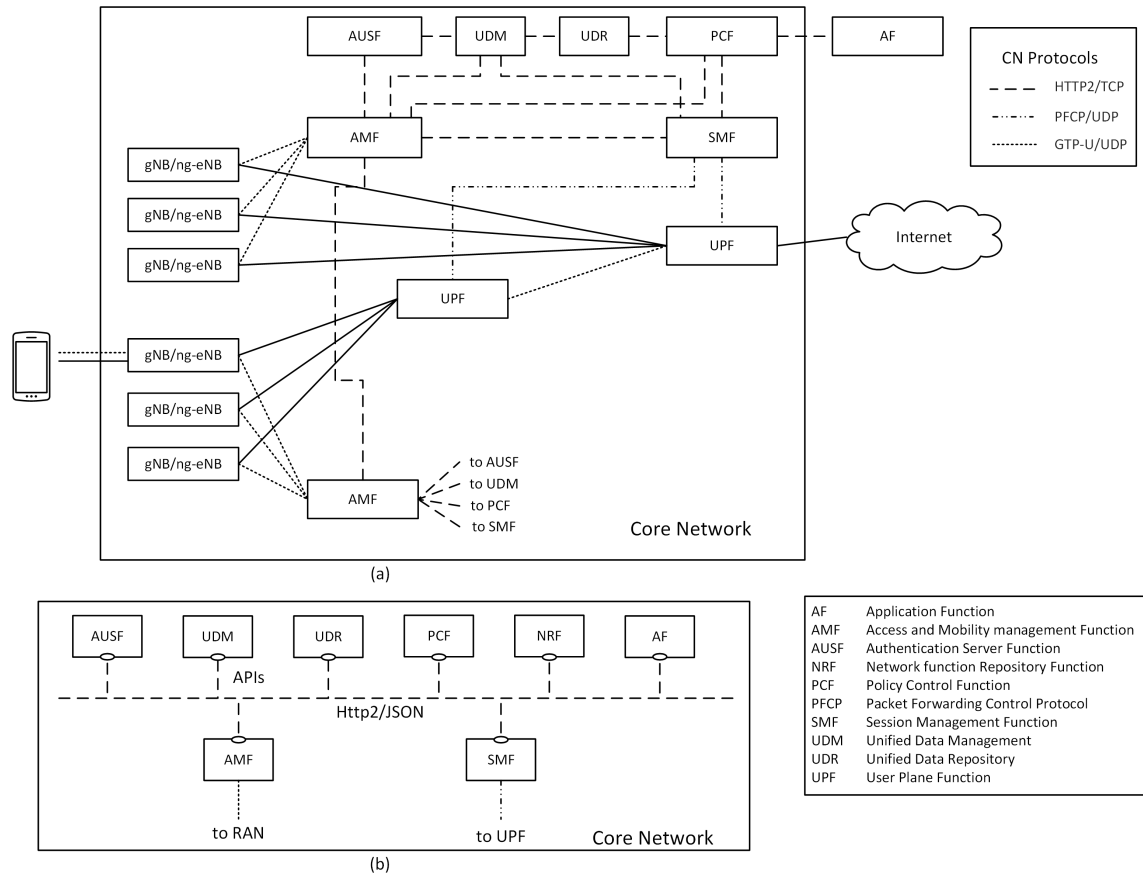 AUSF
UDM
UDR
PCF
AF
CN Protocols
HTTP2/TCP
PFCP/UDP
GTP-U/UDP
AMF
SMF
gNB/ng-eNB
gNB/ng-eNB
gNB/ng-eNB
UPF
Internet
UPF
gNB/ng-eNB
gNB/ng-eNB
gNB/ng-eNB
AMF
to AUSF
to UDM
to PCF
to SMF
Core Network
(a)
AUSF
UDM
UDR
PCF
NRF
AF
APIs
Http2/JSON
AMF
SMF
to RAN
to UPF
Core Network
(b)
AF Application Function
AMF Access and Mobility management Function
AUSF Authentication Server Function
NRF Network function Repository Function
PCF Policy Control Function
PFCP Packet Forwarding Control Protocol
SMF Session Management Function
UDM Unified Data Management
UDR Unified Data Repository
UPF User Plane Function